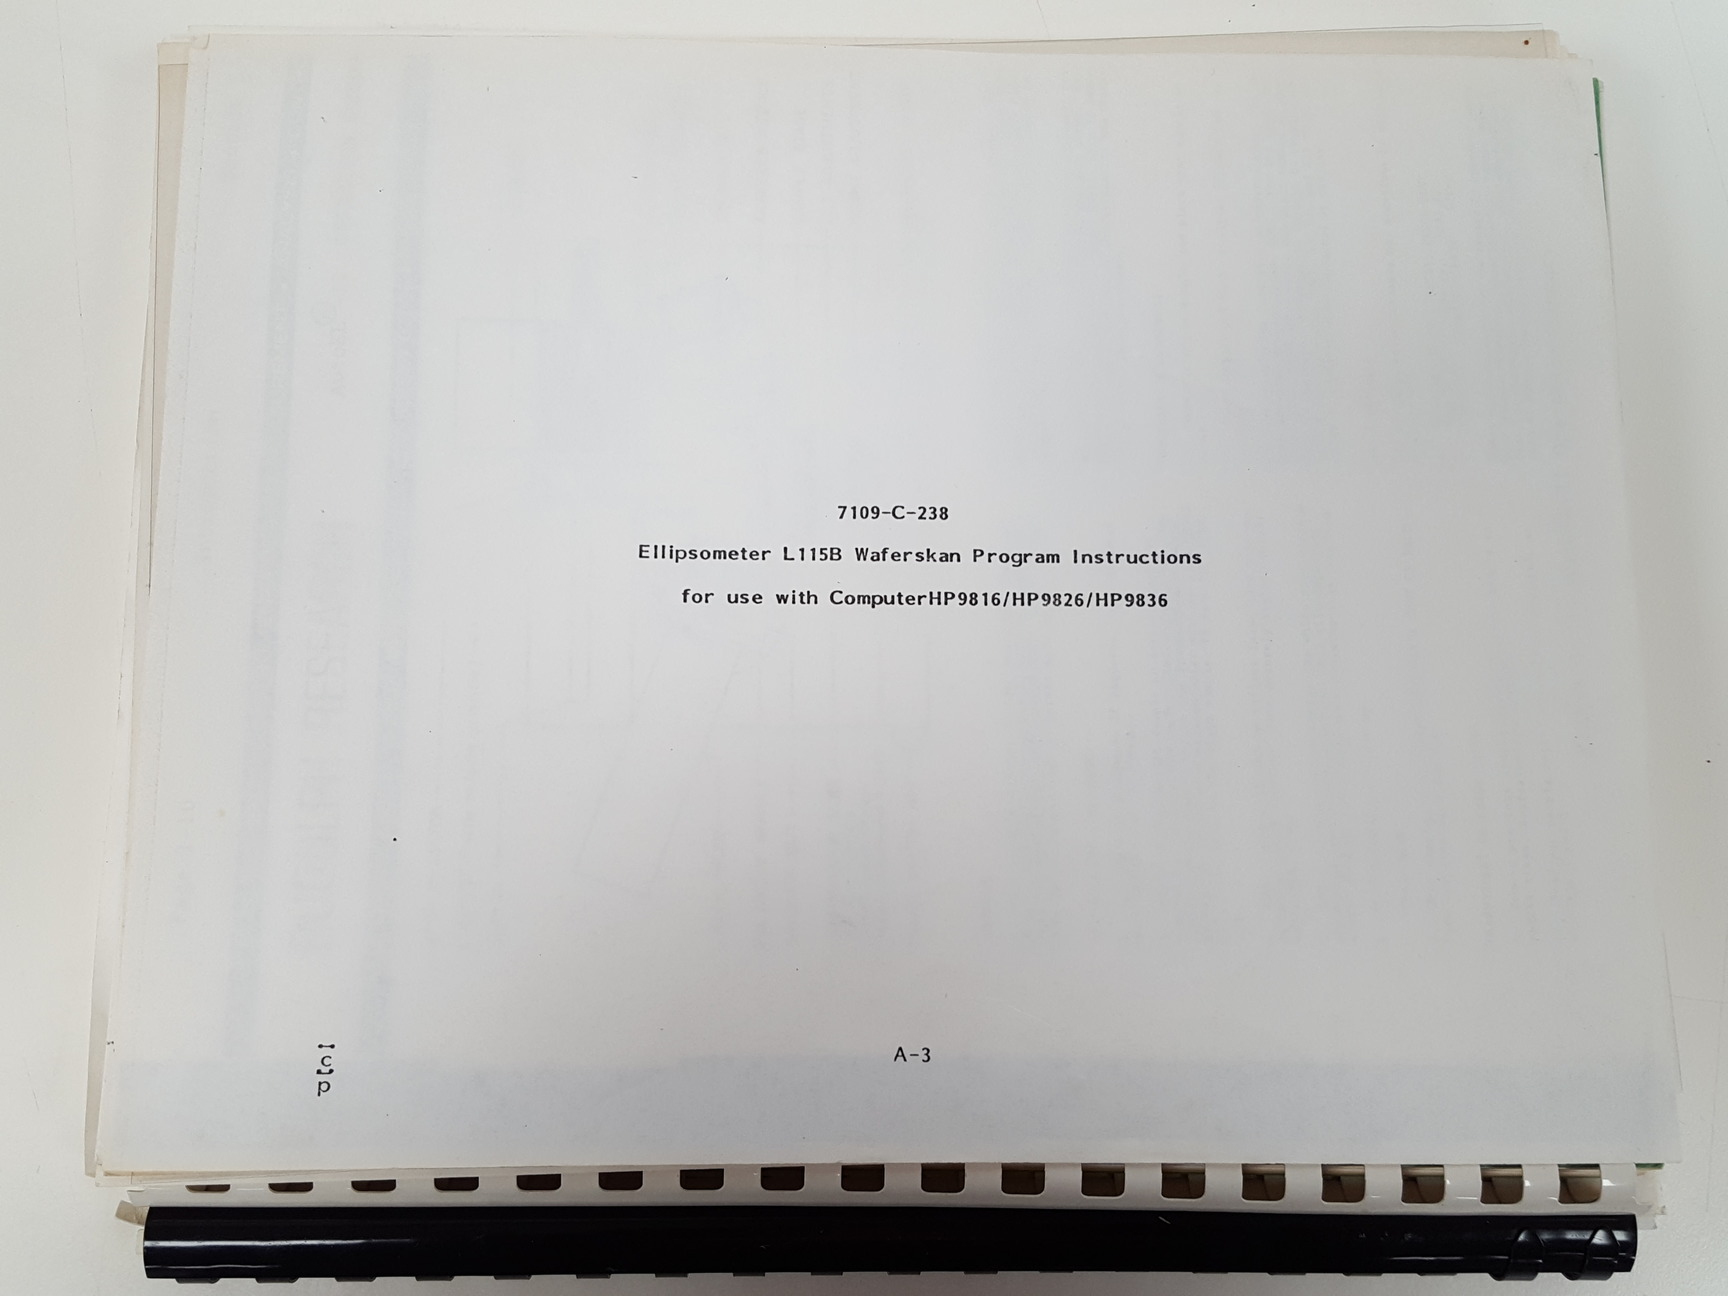 7109-C-238
Ellipsometer L115B Waferskan Program Instructions
for use with ComputerHP9816/HP9826/HP9836
A-3